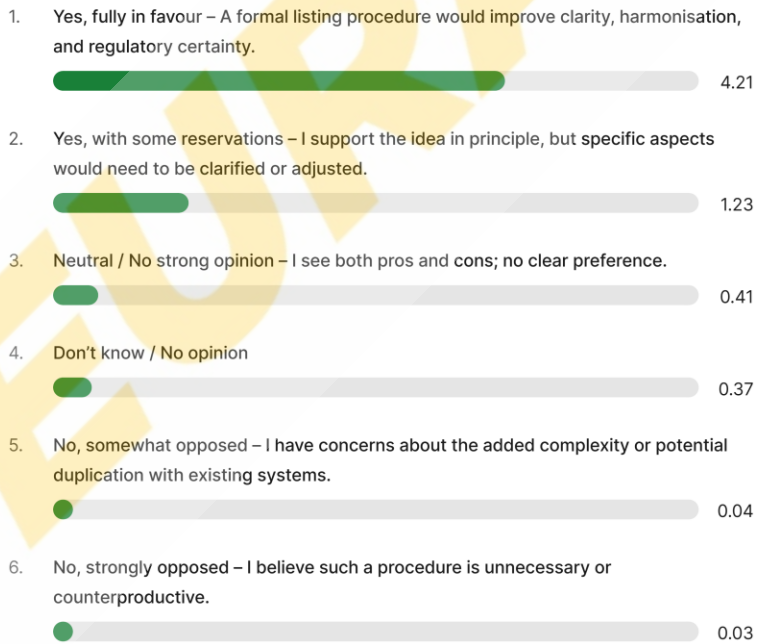 1. Yes, fully in favour – A formal listing procedure would improve clarity, harmonisation,
and regulatory certainty.
4.21
2. Yes, with some reservations – I support the idea in principle, but specific aspects
would need to be clarified or adjusted.
1.23
3. Neutral / No strong opinion – I see both pros and cons; no clear preference.
0.41
4. Don't know / No opinion
0.37
5. No, somewhat opposed – I have concerns about the added complexity or potential
duplication with existing systems.
0.04
6. No, strongly opposed – I believe such a procedure is unnecessary or
counterproductive.
0.03